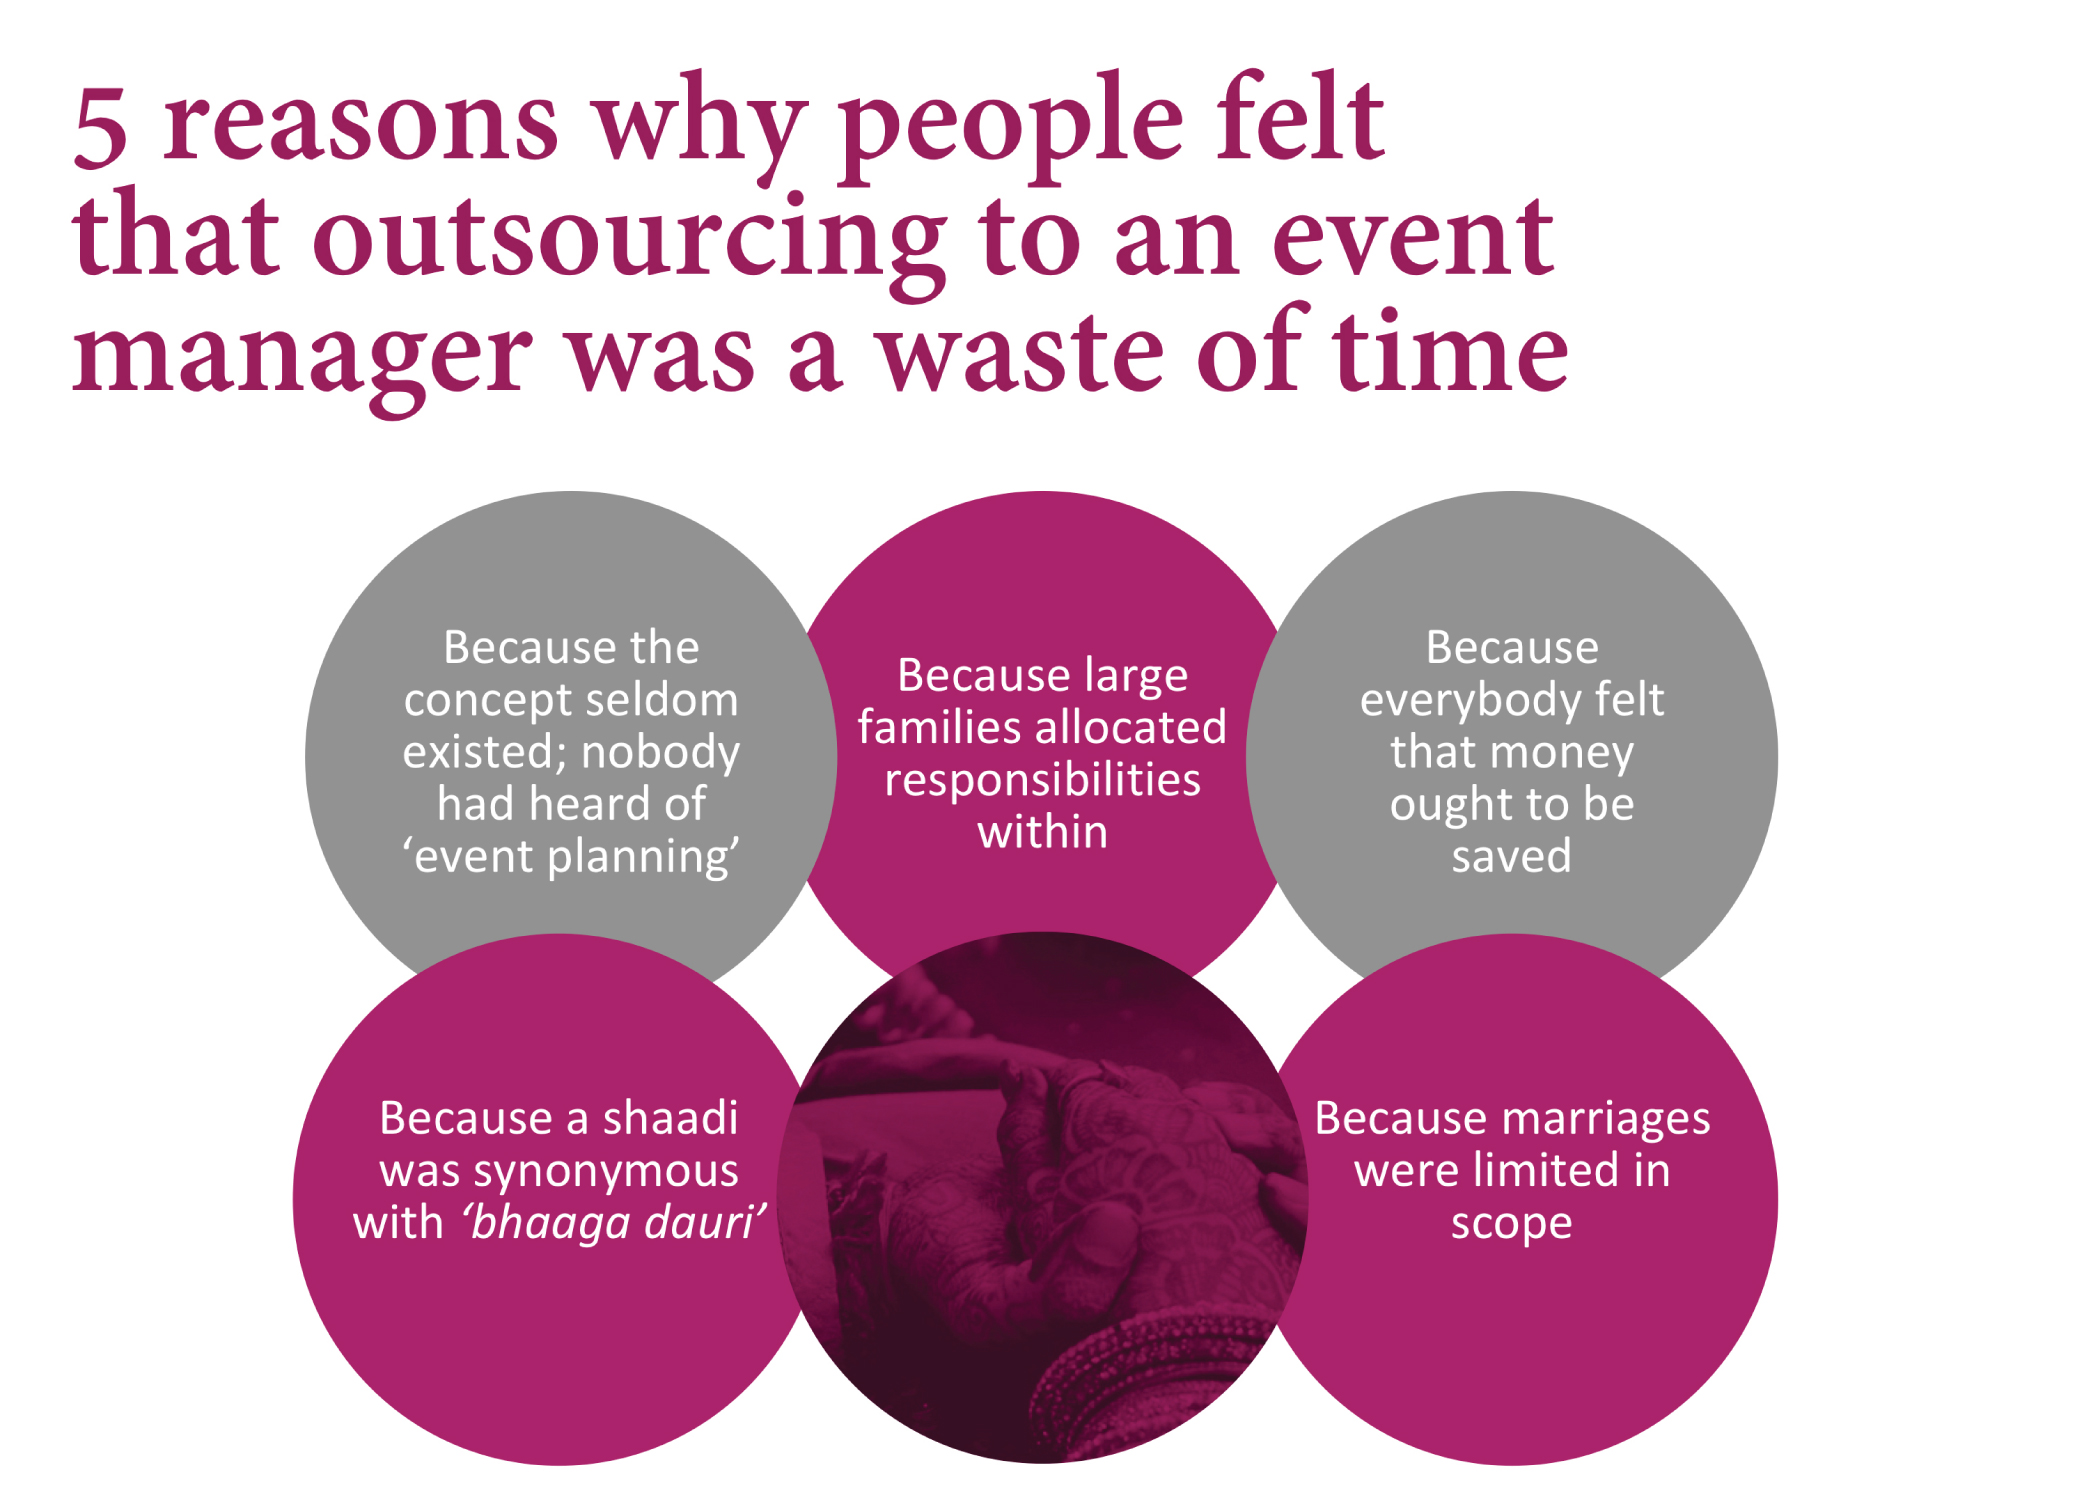 5 reasons why people felt
that outsourcing to an event
manager was a waste of time
Because the
concept seldom
existed; nobody
had heard of
‘event planning’
Because large
families allocated
responsibilities
within
Because
everybody felt
that money
ought to be
saved
Because a shaadi
was synonymous
with ‘bhaaga dauri’
Because marriages
were limited in
scope